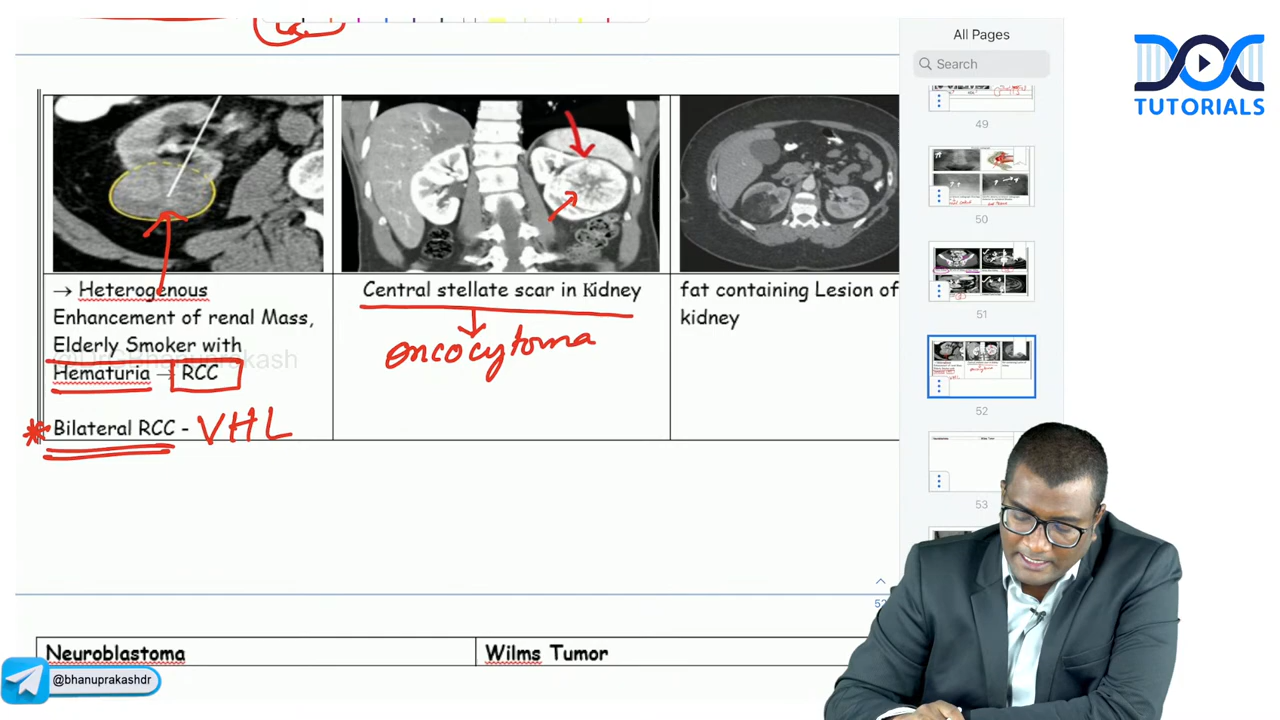 All Pages
Search
DOC
TUTORIALS
49
50
51
52
53
→ Heterogenous
Enhancement of renal Mass,
Elderly Smoker with
Hematuria → RCC
Bilateral RCC - VHL
Central stellate scar in Kidney
oncocytoma
fat containing Lesion of
kidney
Neuroblastoma
Wilms Tumor
@bhanuprakashdr